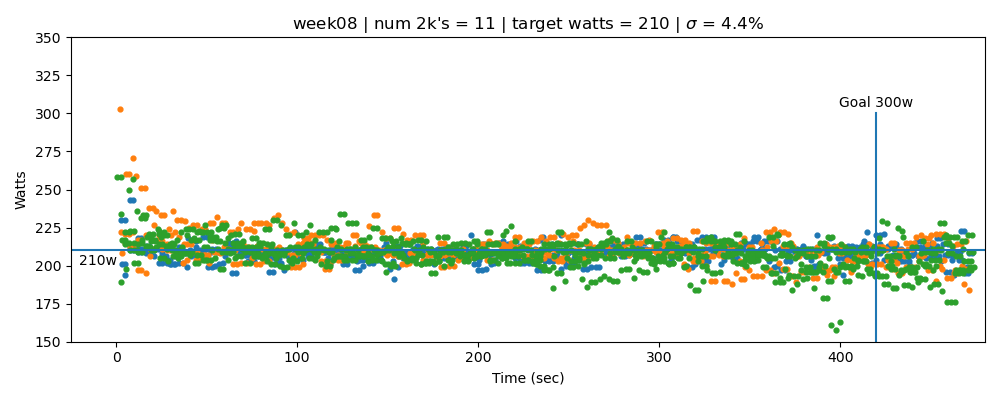 week08 | num 2k's = 11 | target watts = 210 | σ = 4.4%
350
325
300
275
250
225
200
175
150
Watts
Goal 300w
210w
0 100 200 300 400
Time (sec)